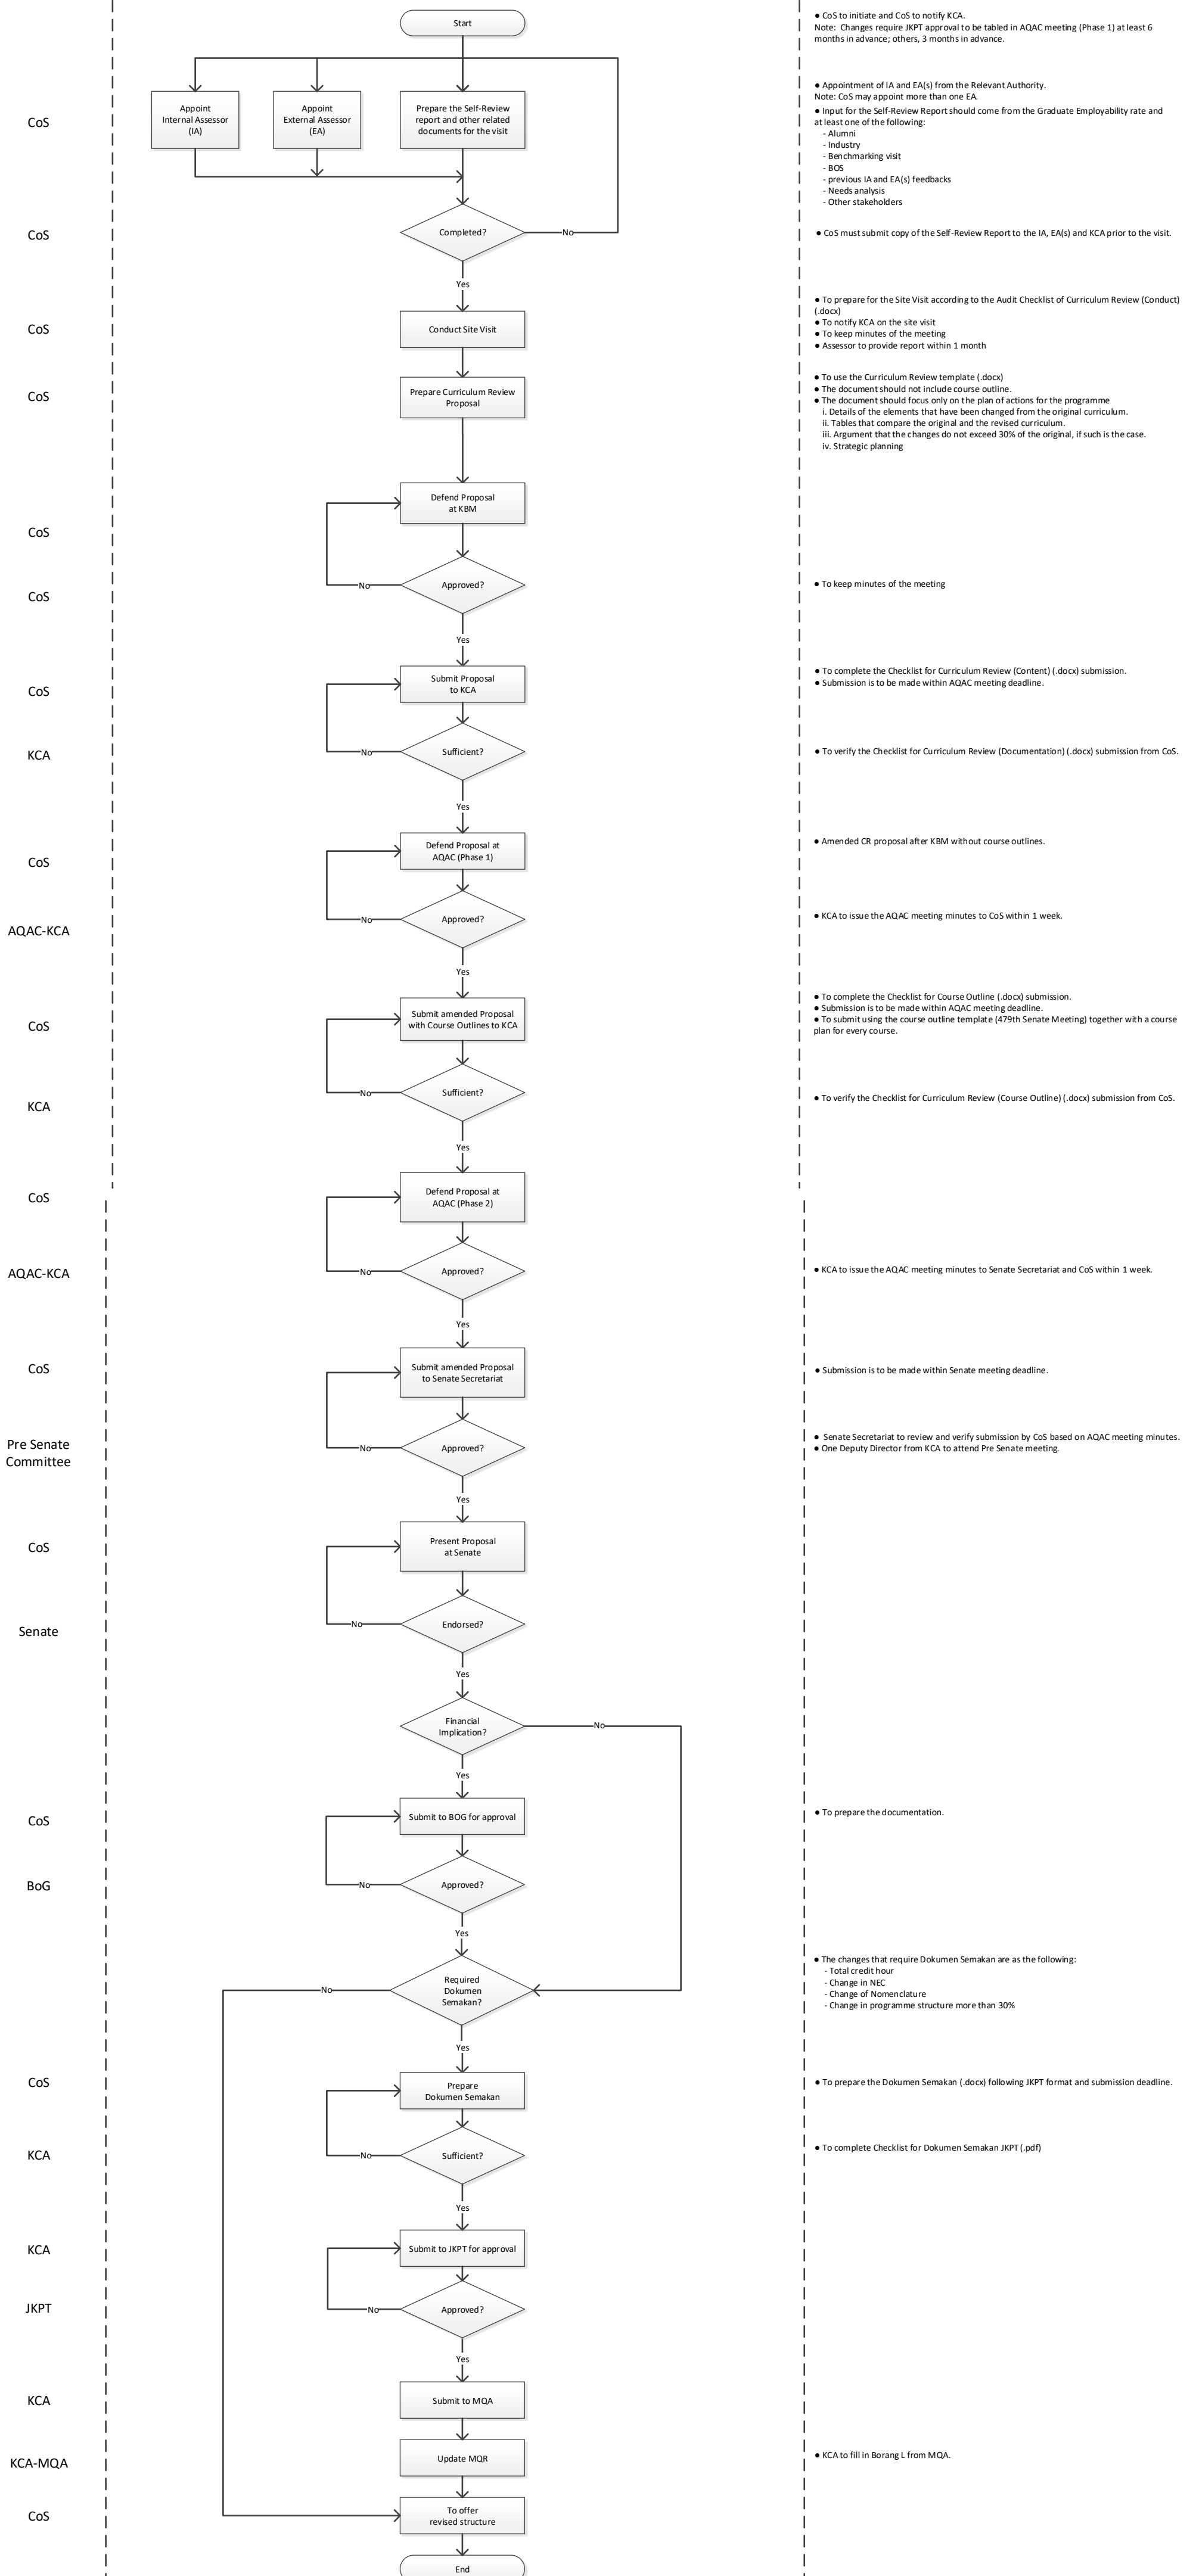 Start
● CoS to initiate and CoS to notify KCA.
Note: Changes require JKPT approval to be tabled in AQAC meeting (Phase 1) at least 6
months in advance; others, 3 months in advance.
CoS
Appoint
Internal Assessor
(IA)
Appoint
External Assessor
(EA)
Prepare the Self-Review
report and other related
documents for the visit
● Appointment of IA and EA(s) from the Relevant Authority.
Note: CoS may appoint more than one EA.
● Input for the Self-Review Report should come from the Graduate Employability rate and
at least one of the following:
- Alumni
- Industry
- Benchmarking visit
- BOS
- previous IA and EA(s) feedbacks
- Needs analysis
- Other stakeholders
CoS
Completed?
No
● CoS must submit copy of the Self-Review Report to the IA, EA(s) and KCA prior to the visit.
Yes
CoS
Conduct Site Visit
● To prepare for the Site Visit according to the Audit Checklist of Curriculum Review (Conduct)
(.docx)
● To notify KCA on the site visit
● To keep minutes of the meeting
● Assessor to provide report within 1 month
CoS
Prepare Curriculum Review
Proposal
● To use the Curriculum Review template (.docx)
● The document should not include course outline.
● The document should focus only on the plan of actions for the programme
i. Details of the elements that have been changed from the original curriculum.
ii. Tables that compare the original and the revised curriculum.
iii. Argument that the changes do not exceed 30% of the original, if such is the case.
iv. Strategic planning
CoS
Defend Proposal
at KBM
CoS
Approved?
No
● To keep minutes of the meeting
Yes
CoS
Submit Proposal
to KCA
● To complete the Checklist for Curriculum Review (Content) (.docx) submission.
● Submission is to be made within AQAC meeting deadline.
KCA
Sufficient?
No
● To verify the Checklist for Curriculum Review (Documentation) (.docx) submission from CoS.
Yes
CoS
Defend Proposal at
AQAC (Phase 1)
● Amended CR proposal after KBM without course outlines.
AQAC-KCA
Approved?
No
● KCA to issue the AQAC meeting minutes to CoS within 1 week.
Yes
CoS
Submit amended Proposal
with Course Outlines to KCA
● To complete the Checklist for Course Outline (.docx) submission.
● Submission is to be made within AQAC meeting deadline.
● To submit using the course outline template (479th Senate Meeting) together with a course
plan for every course.
KCA
Sufficient?
No
● To verify the Checklist for Curriculum Review (Course Outline) (.docx) submission from CoS.
Yes
CoS
Defend Proposal at
AQAC (Phase 2)
AQAC-KCA
Approved?
No
● KCA to issue the AQAC meeting minutes to Senate Secretariat and CoS within 1 week.
Yes
CoS
Submit amended Proposal
to Senate Secretariat
● Submission is to be made within Senate meeting deadline.
Pre Senate
Committee
Approved?
No
● Senate Secretariat to review and verify submission by CoS based on AQAC meeting minutes.
● One Deputy Director from KCA to attend Pre Senate meeting.
Yes
CoS
Present Proposal
at Senate
Senate
Endorsed?
No
Yes
Financial
Implication?
No
Yes
CoS
Submit to BOG for approval
● To prepare the documentation.
BoG
Approved?
No
Yes
Required
Dokumen
Semakan?
No
● The changes that require Dokumen Semakan are as the following:
- Total credit hour
- Change in NEC
- Change of Nomenclature
- Change in programme structure more than 30%
Yes
CoS
Prepare
Dokumen Semakan
● To prepare the Dokumen Semakan (.docx) following JKPT format and submission deadline.
KCA
Sufficient?
No
● To complete Checklist for Dokumen Semakan JKPT (.pdf)
Yes
KCA
Submit to JKPT for approval
JKPT
Approved?
No
Yes
KCA
Submit to MQA
KCA-MQA
Update MQR
● KCA to fill in Borang L from MQA.
CoS
To offer
revised structure
End